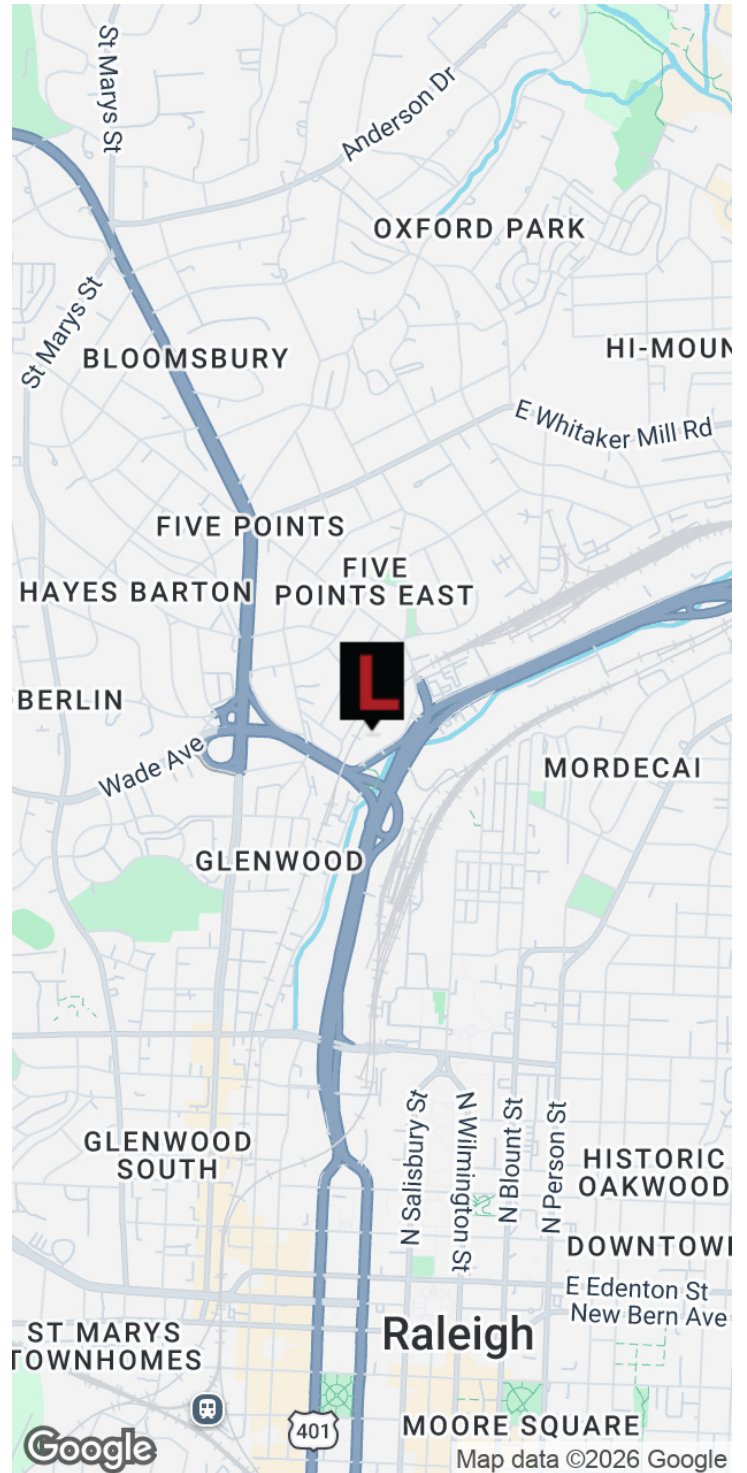 St Marys St
Anderson Dr
OXFORD PARK
St Marys St
BLOOMSBURY
HI-MOUN
E Whitaker Mill Rd
FIVE POINTS
FIVE
POINTS EAST
HAYES BARTON
L
BERLIN
Wade Ave
MORDECAI
GLENWOOD
N Salisbury St
N Wilmington St
N Blount St
N Person St
GLENWOOD
SOUTH
HISTORIC
OAKWOOD
DOWNTOW
E Edenton St
New Bern Ave
ST MARYS
TOWNHOMES
Raleigh
401
MOORE SQUARE
Google
Map data ©2026 Google